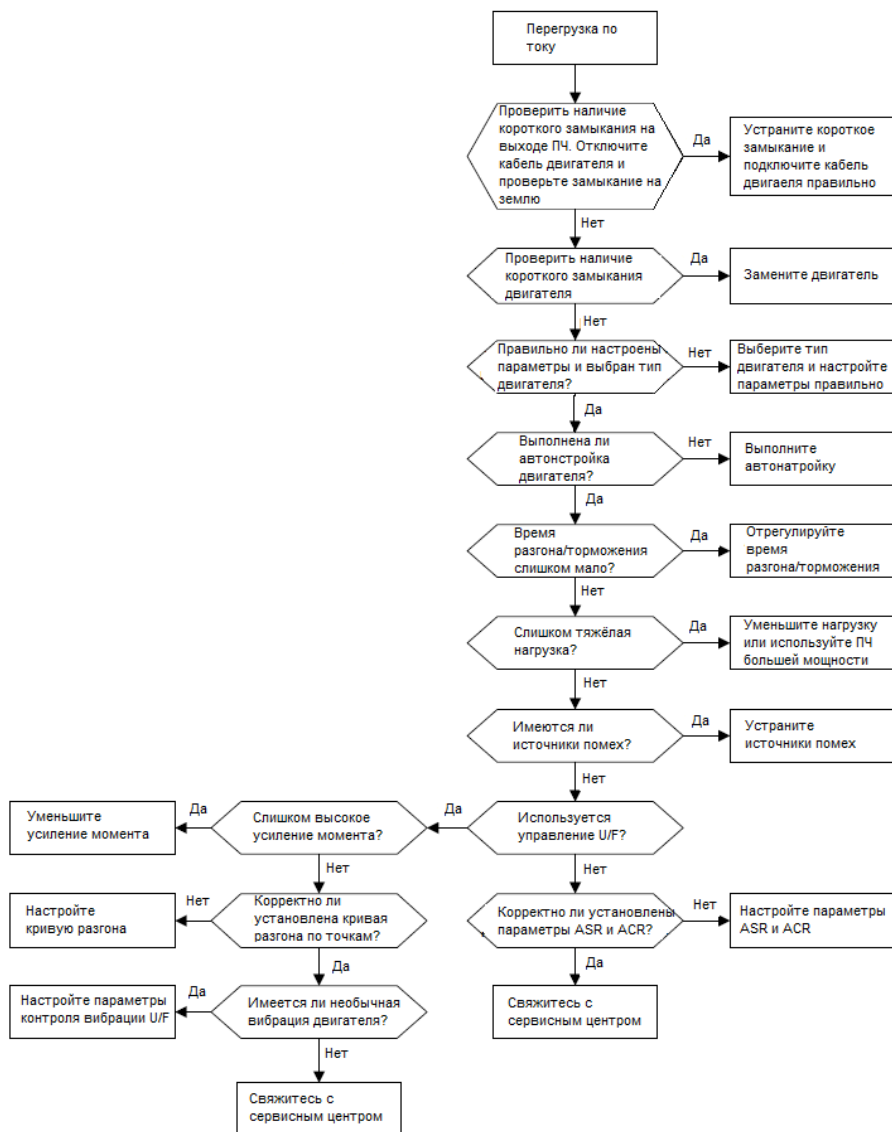 Перегрузка по
току
Проверить наличие
короткого замыкания на
выходе ПЧ. Отключите
кабель двигателя и
проверьте замыкание на
землю
Да
Устраните короткое
замыкание и
подключите кабель
двигаеля правильно
Нет
Проверить наличие
короткого замыкания
двигателя
Да
Замените двигатель
Нет
Правильно ли настроены
параметры и выбран тип
двигателя?
Нет
Выберите тип
двигателя и настройте
параметры правильно
Да
Выполнена ли
автонстройка
двигателя?
Нет
Выполните
автонатройку
Да
Время
разгона/торможения
слишком мало?
Да
Отрегулируйте
время
разгона/торможения
Нет
Слишком тяжёлая
нагрузка?
Да
Уменьшите нагрузку
или используйте ПЧ
большей мощности
Нет
Имеются ли
источники помех?
Да
Устраните
источники помех
Нет
Используется
управление U/F?
Да
Слишком высокое
усиление момента?
Да
Уменьшите
усиление момента
Нет
Корректно ли
установлена кривая
разгона по точкам?
Нет
Настройте
кривую разгона
Да
Имеется ли необычная
вибрация двигателя?
Да
Настройте параметры
контроля вибрации U/F
Нет
Свяжитесь с
сервисным центром
Нет
Корректно ли установлены
параметры ASR и ACR?
Нет
Настройте параметры
ASR и ACR
Да
Свяжитесь с
сервисным центром